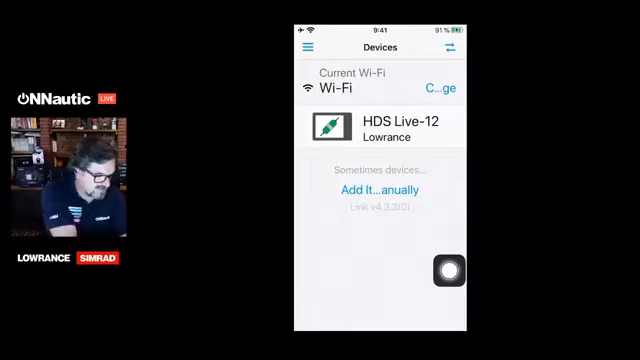 9:41
91 %
Devices
Current Wi-Fi
Wi-Fi
C...ge
HDS Live-12
Lowrance
Sometimes devices...
Add It...anually
Link v4.3.3(0)
ONNautic LIVE
LOWRANCE SIMRAD